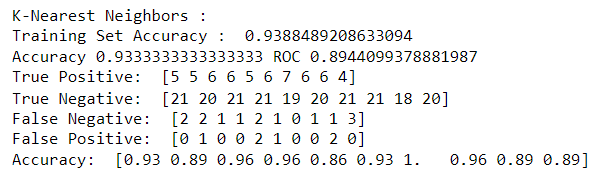 K-Nearest Neighbors :
Training Set Accuracy :  0.9388489208633094
Accuracy 0.9333333333333333 ROC 0.8944099378881987
True Positive:  [5 5 6 6 5 6 7 6 6 4]
True Negative:  [21 20 21 21 19 20 21 21 18 20]
False Negative:  [2 2 1 1 2 1 0 1 1 3]
False Positive:  [0 1 0 0 2 1 0 0 2 0]
Accuracy:  [0.93 0.89 0.96 0.96 0.86 0.93 1.   0.96 0.89 0.89]